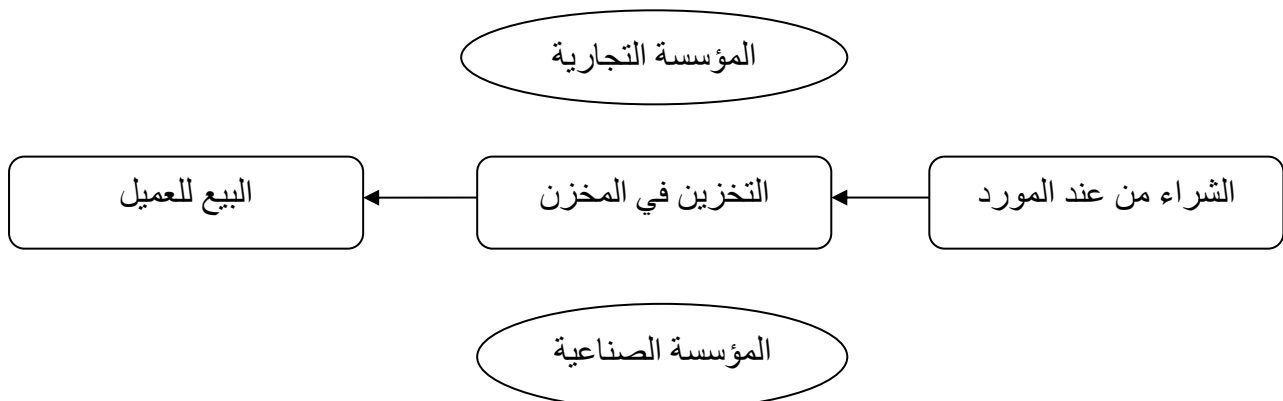 المؤسسة التجارية
الشراء من عند المورد
التخزين في المخزن
البيع للعميل
المؤسسة الصناعية